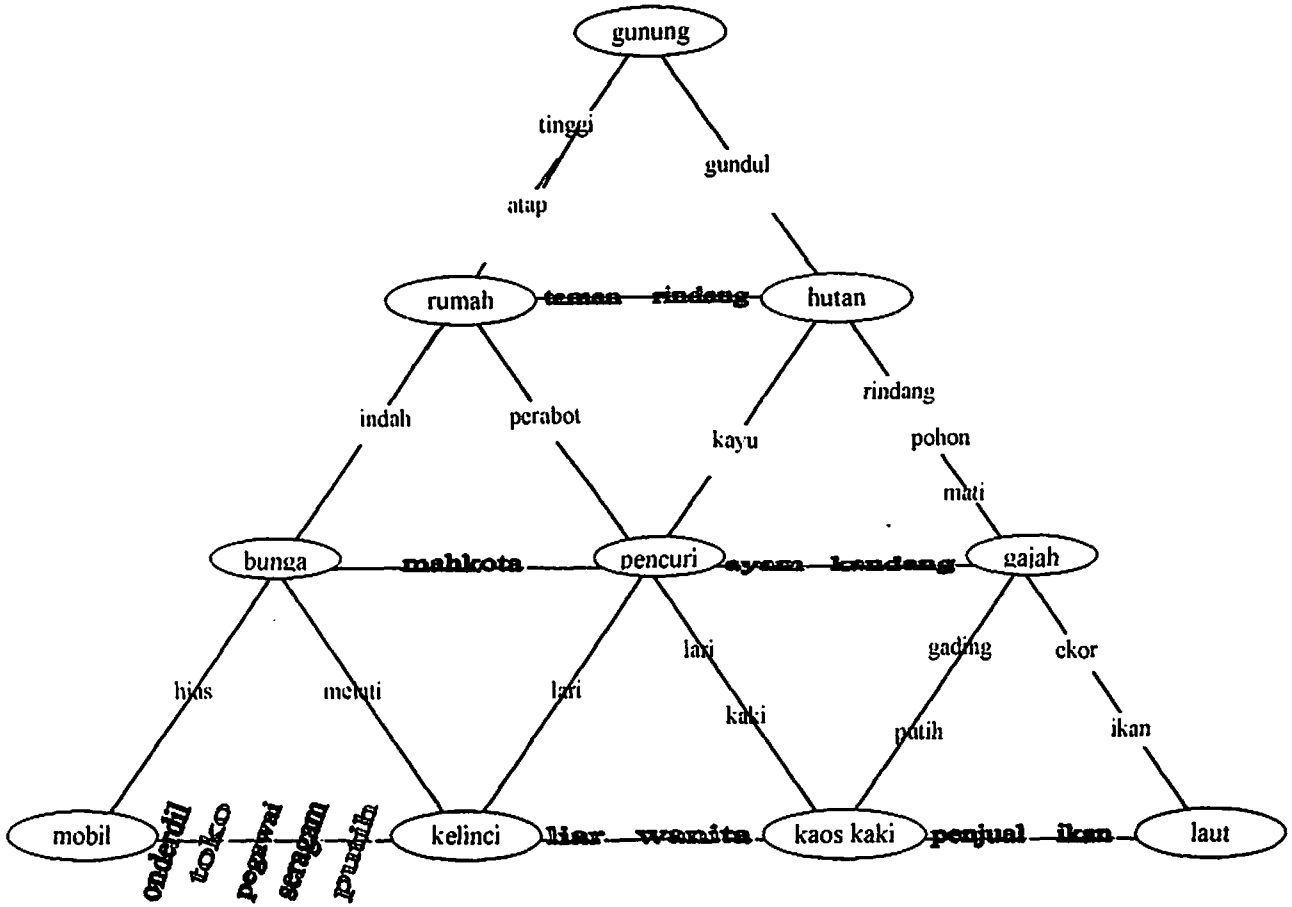 gunung
tinggi
gundul
atap
rumah taman rindang hutan
indah perabot kayu rindang
pohon
mati
bunga mahkota pencuri ayam kandang gajah
hias melati lari lari kaki gading putih ekor ikan
mobil onderdil toko pegawai seragam putih kelinci liar wanita kaos kaki penjual ikan laut